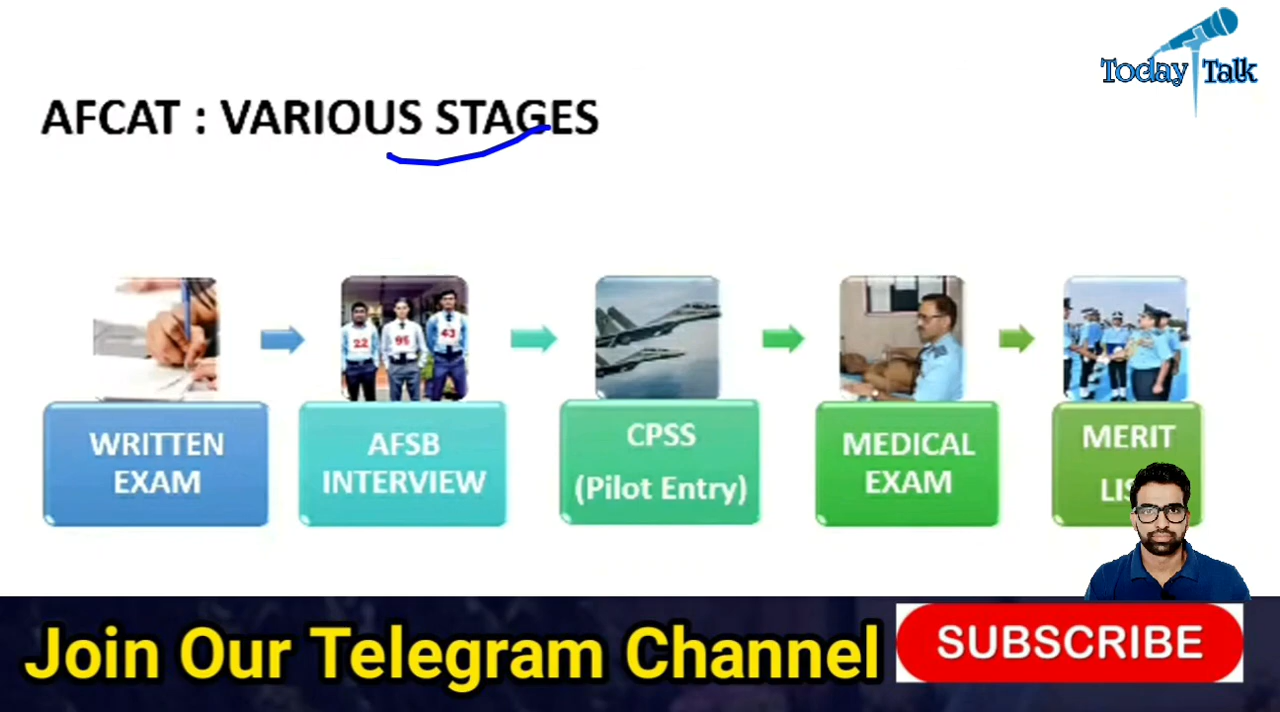 Today Talk
AFCAT : VARIOUS STAGES
22
95
43
WRITTEN
EXAM
AFSB
INTERVIEW
CPSS
(Pilot Entry)
MEDICAL
EXAM
MERIT
Join Our Telegram Channel
SUBSCRIBE